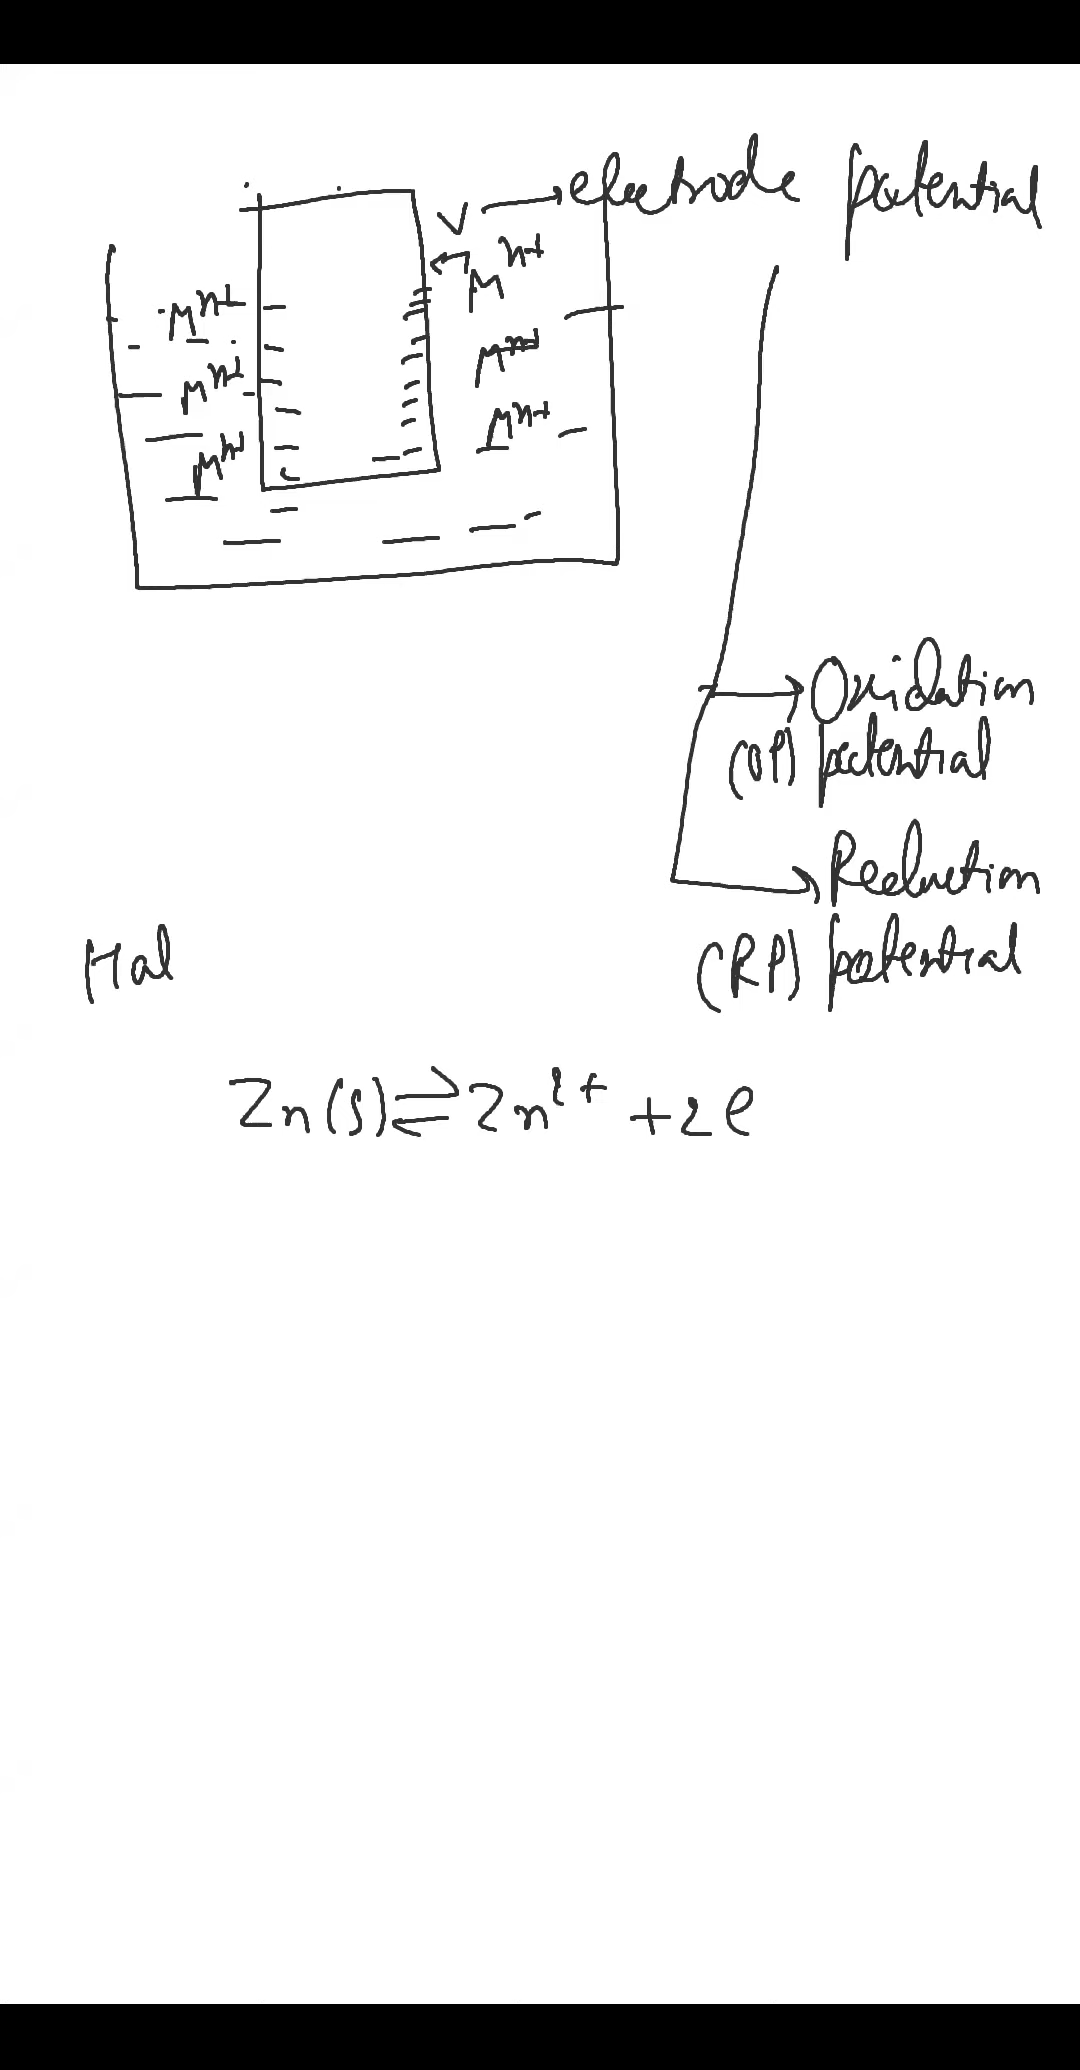 V → electrode potential
Mⁿ⁺
Mⁿ⁺
Mⁿ⁺
Mⁿ⁺
Mⁿ⁺
Mⁿ⁺
→ Oxidation
(OP) potential
→ Reduction
(RP) potential
Hal
Zn(s) ⇌ Zn²⁺ + 2e